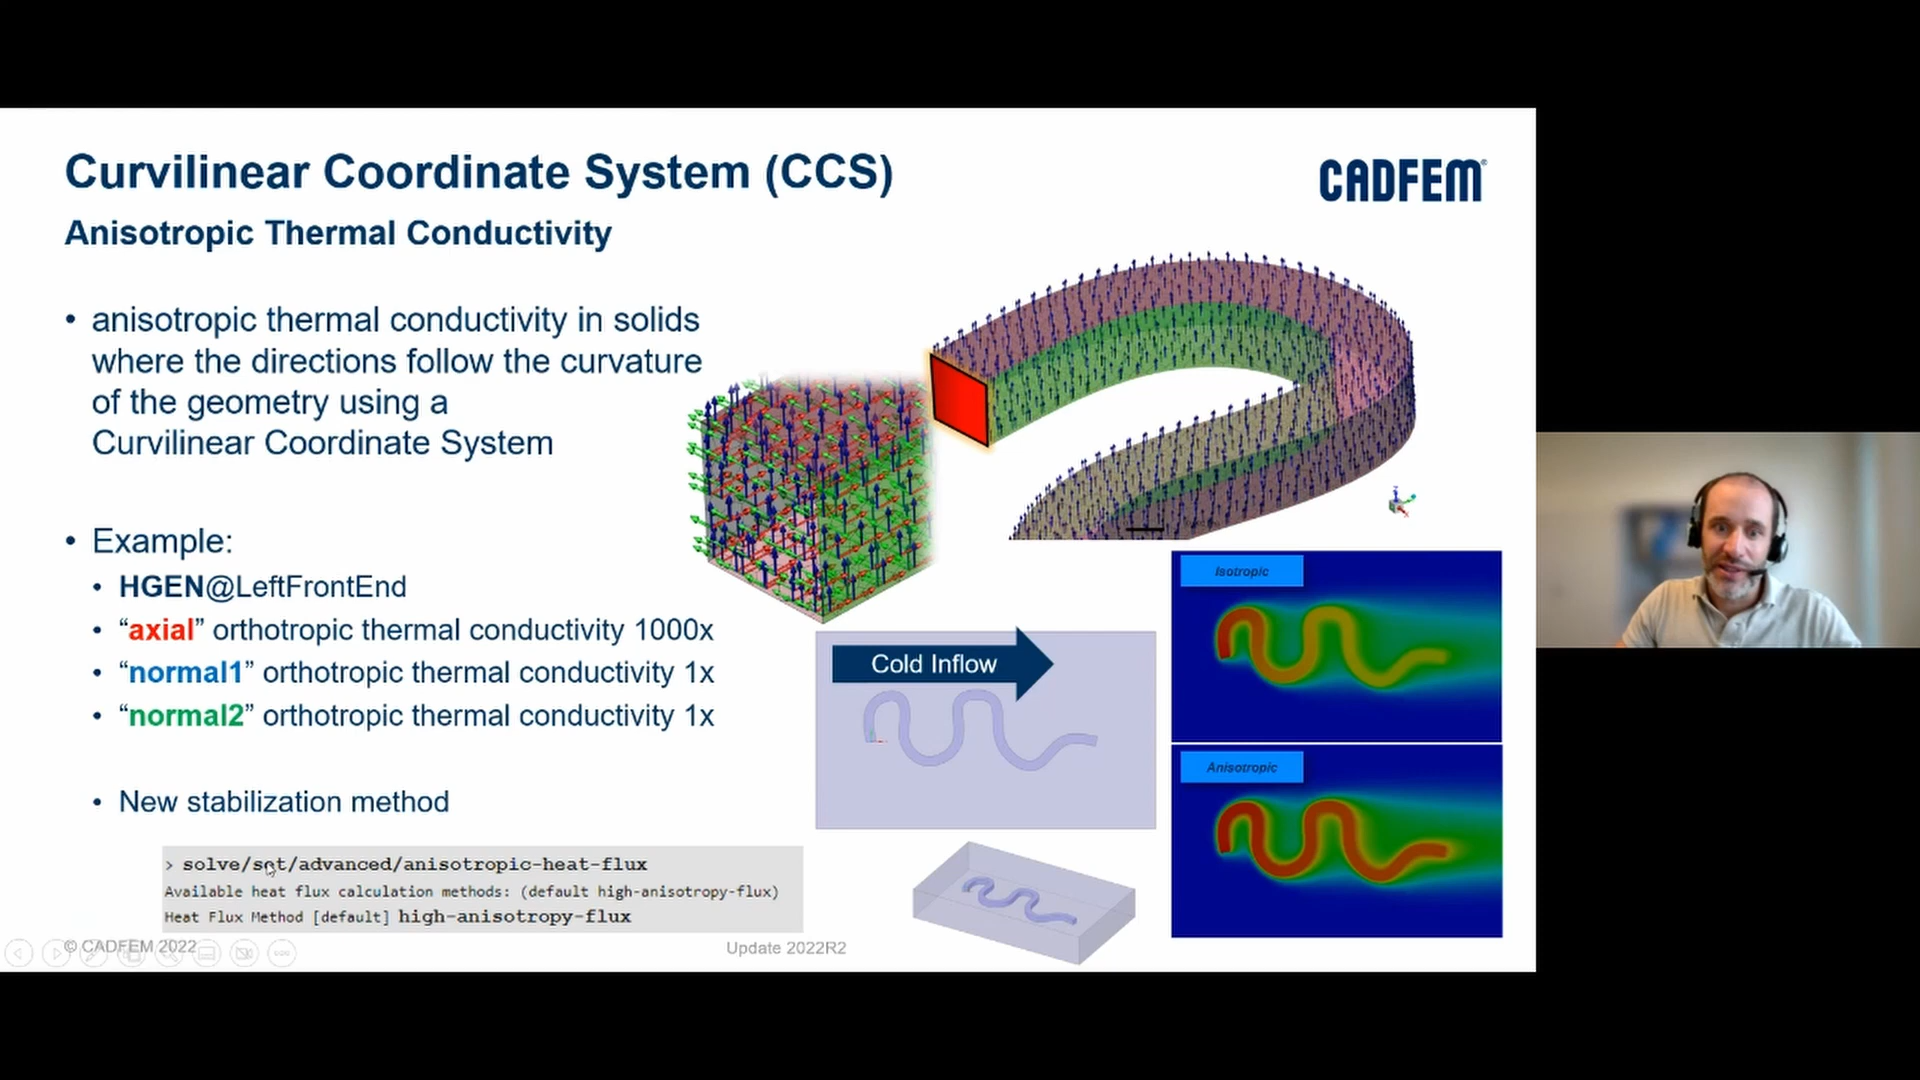 Curvilinear Coordinate System (CCS)
CADFEM®
Anisotropic Thermal Conductivity
• anisotropic thermal conductivity in solids
where the directions follow the curvature
of the geometry using a
Curvilinear Coordinate System
• Example:
• HGEN@LeftFrontEnd
• “axial” orthotropic thermal conductivity 1000x
• “normal1” orthotropic thermal conductivity 1x
• “normal2” orthotropic thermal conductivity 1x
• New stabilization method
> solve/set/advanced/anisotropic-heat-flux
Available heat flux calculation methods: (default high-anisotropy-flux)
Heat Flux Method [default] high-anisotropy-flux
Cold Inflow
Isotropic
Anisotropic
© CADFEM 2022
Update 2022R2